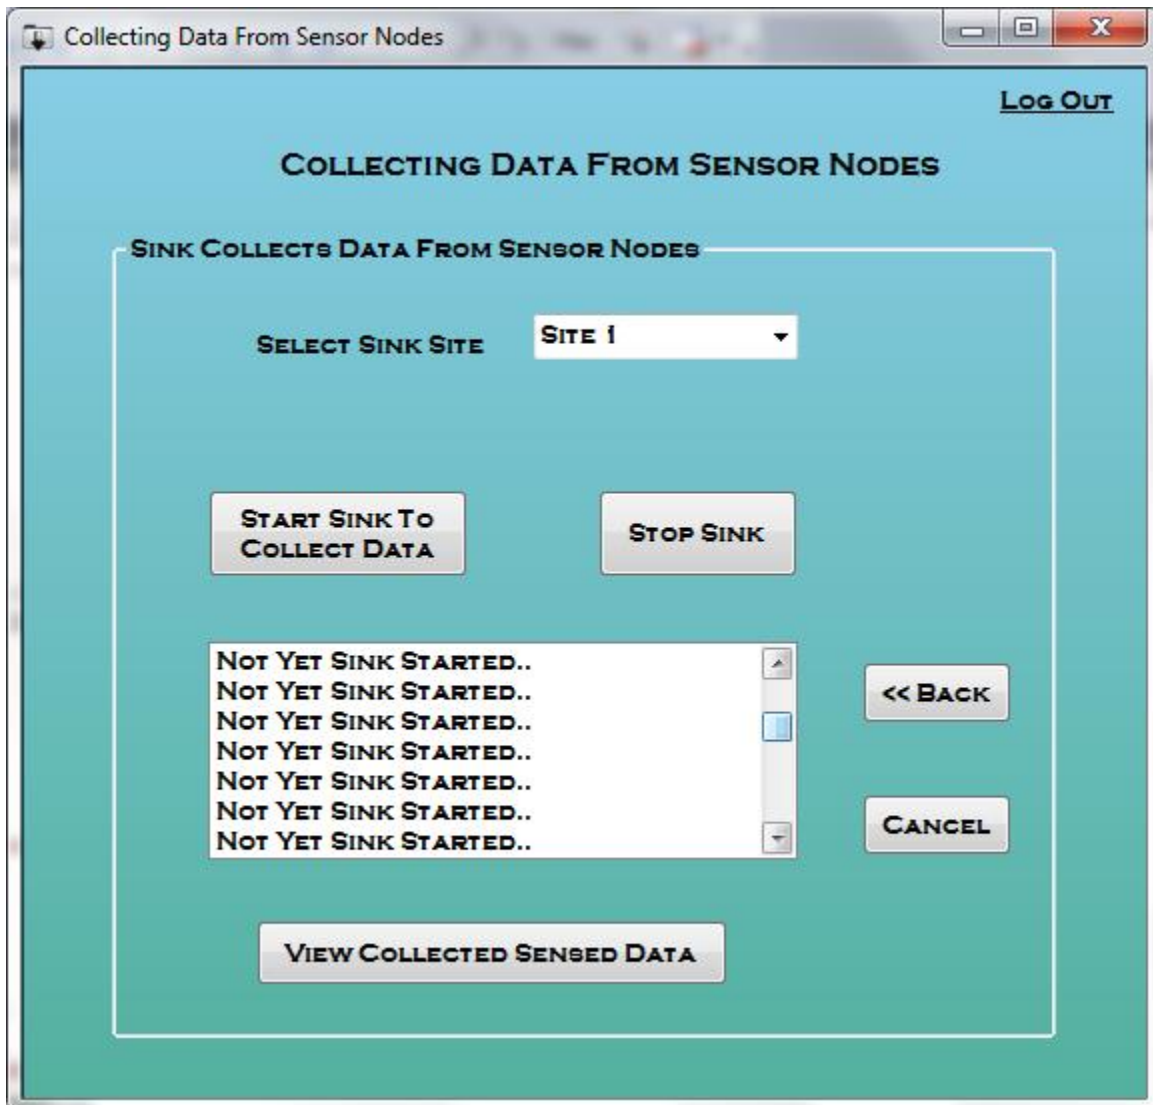 Collecting Data From Sensor Nodes
Log Out
Collecting Data From Sensor Nodes
Sink Collects Data From Sensor Nodes
Select Sink Site
Site 1
Start Sink To
Collect Data
Stop Sink
Not Yet Sink Started..
Not Yet Sink Started..
Not Yet Sink Started..
Not Yet Sink Started..
Not Yet Sink Started..
Not Yet Sink Started..
Not Yet Sink Started..
<< Back
Cancel
View Collected Sensed Data